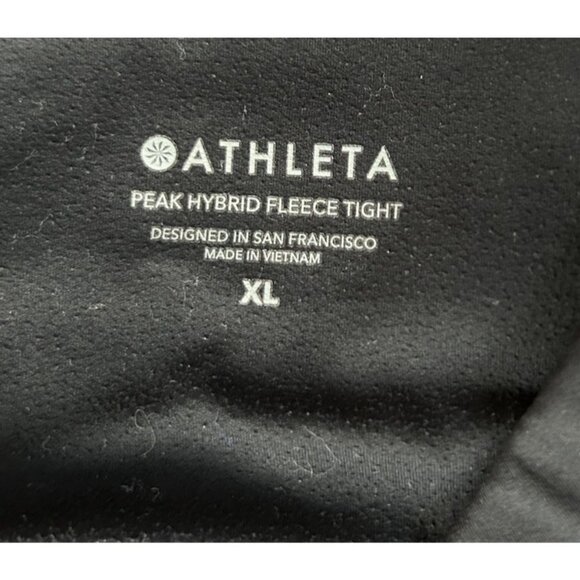 ATHLETA
PEAK HYBRID FLEECE TIGHT
DESIGNED IN SAN FRANCISCO
MADE IN VIETNAM
XL